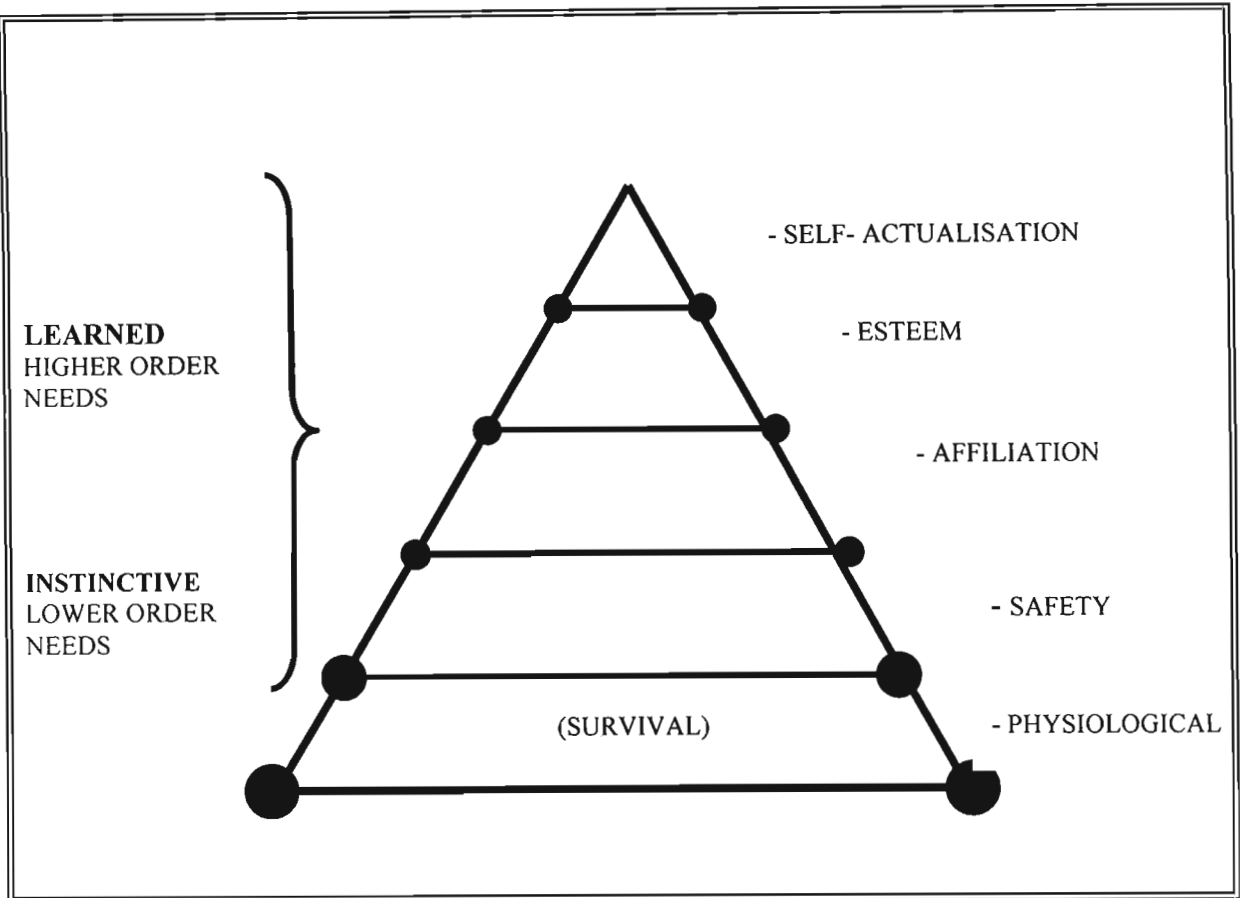 - SELF- ACTUALISATION
LEARNED
HIGHER ORDER
NEEDS
- ESTEEM
- AFFILIATION
INSTINCTIVE
LOWER ORDER
NEEDS
- SAFETY
(SURVIVAL)
- PHYSIOLOGICAL